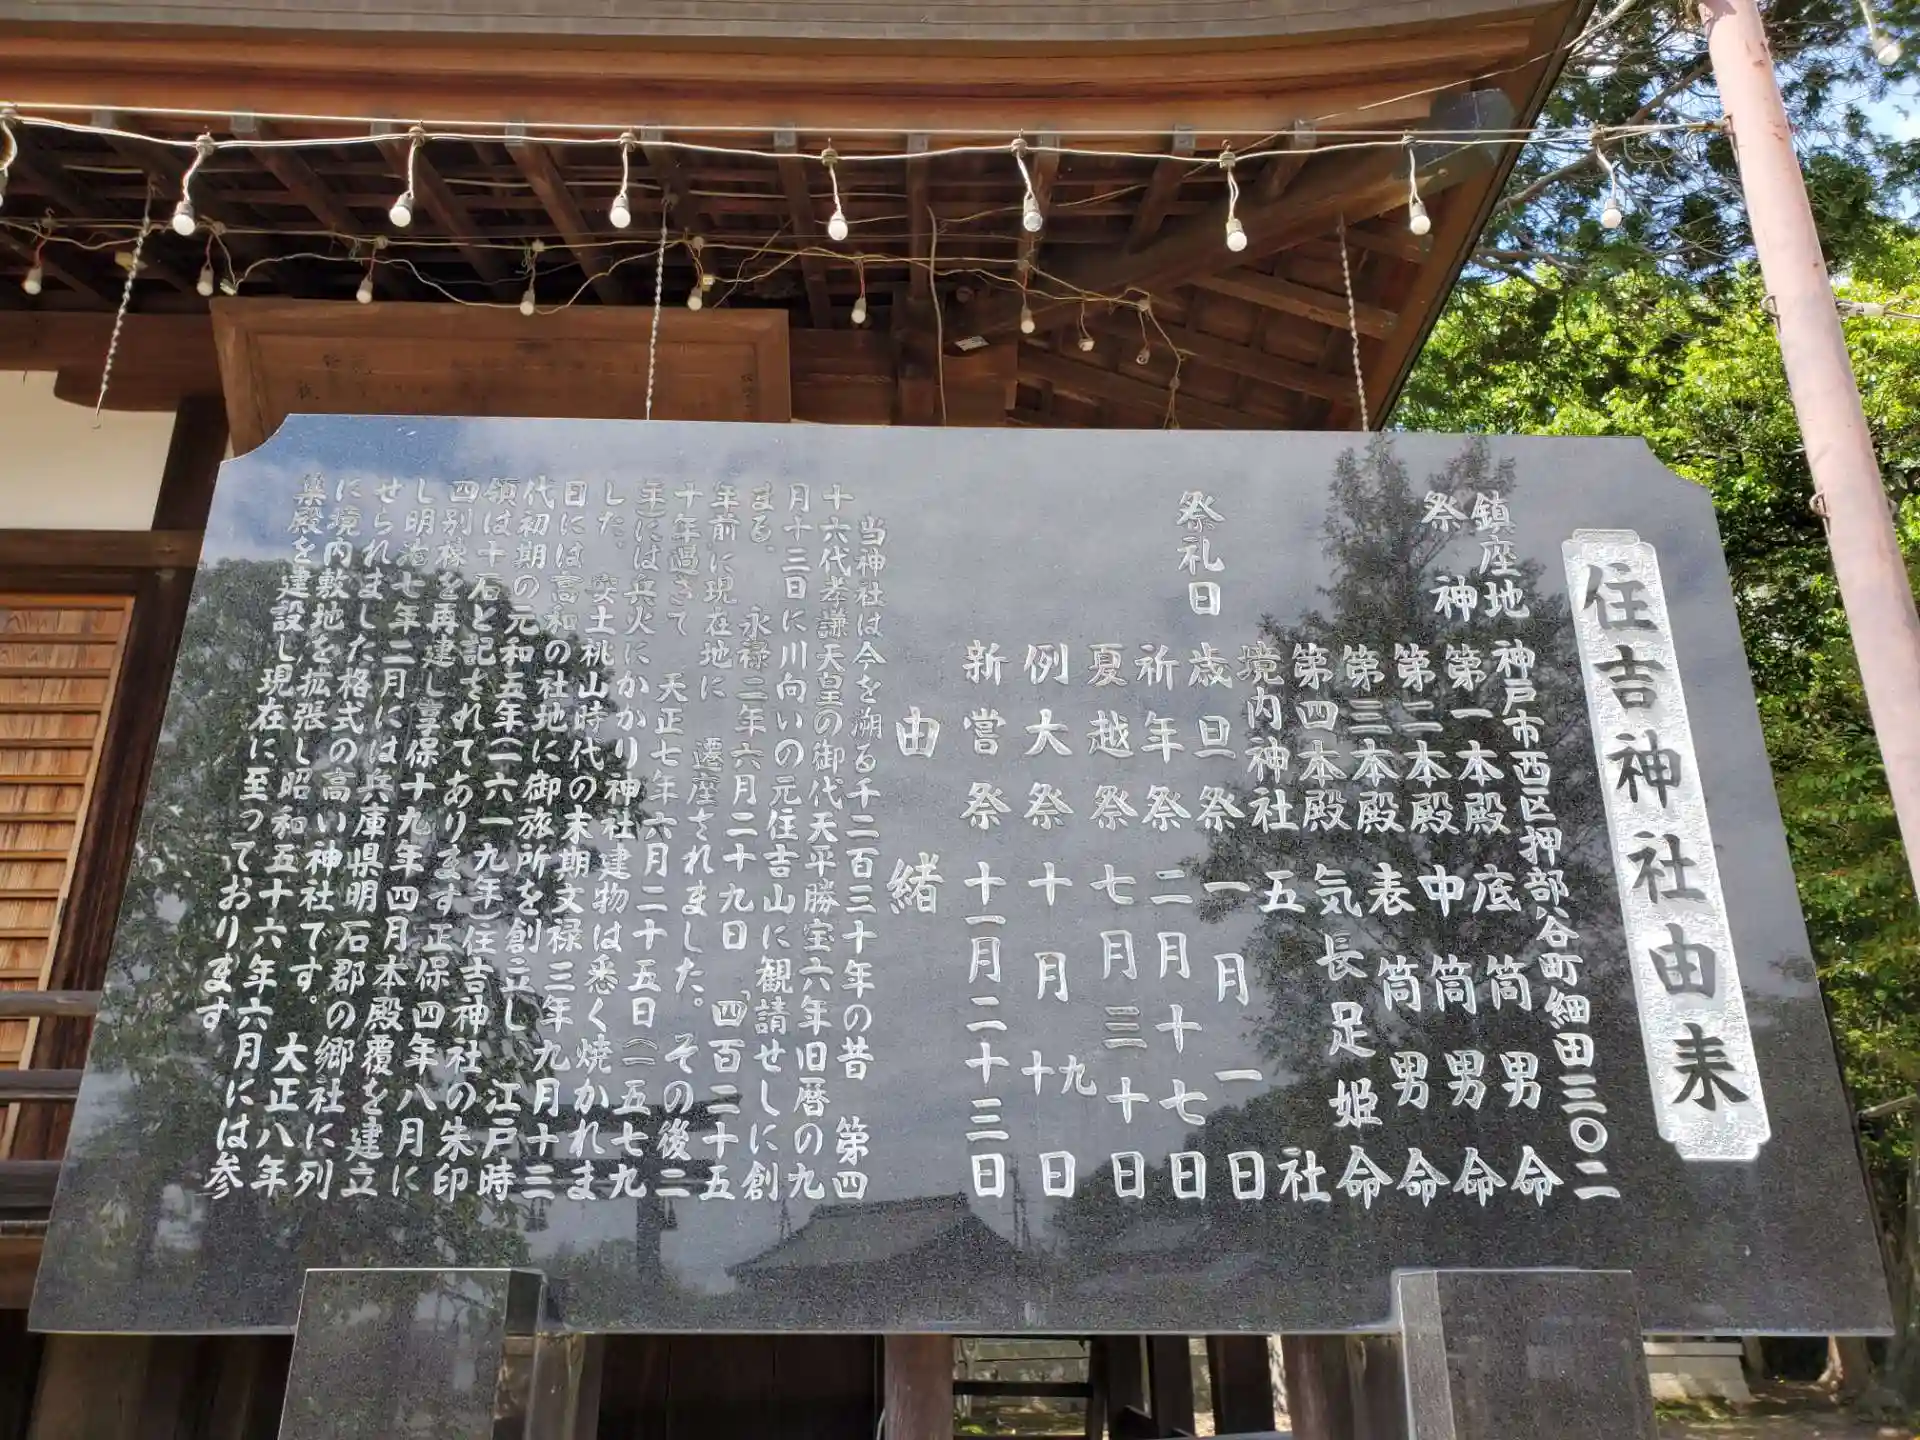 住吉神社由来
鎮座地 神戸市西区押部谷町細田三〇二
祭神 第一本殿 底筒男命
第二本殿 中筒男命
第三本殿 表筒男命
第四本殿 気長足姫命
境内神社 五社
祭礼日 歳旦祭 一月一日
祈年祭 二月十七日
夏越祭 七月三十日
例大祭 十月十九日
新嘗祭 十一月二十三日
由緒
当神社は今を溯る千二百三十年の昔 第四
十六代孝謙天皇の御代天平勝宝六年旧暦の九
月十三日に川向いの元住吉山に観請せしに創
まる。 永禄二年六月二十九日 「四百二十五
年前」に現在地に 遷座されました。その後二
十年過ぎて 天正七年六月二十五日(一五七九
年)には兵火にかかり神社建物は悉く焼かれま
した。 安土桃山時代の末期文禄三年九月十三
日には高和の社地に御旅所を創立し 江戸時
代初期の元和五年(一六一九年)住吉神社の朱印
領は十石と記されてあります正保四年八月に
四別棟を再建し享保十九年四月本殿覆を建立
し明治七年二月には兵庫県明石郡の郷社に列
せられました格式の高い神社です。 大正八年
に境内敷地を拡張し昭和五十六年六月には参
集殿を建設し現在に至っております